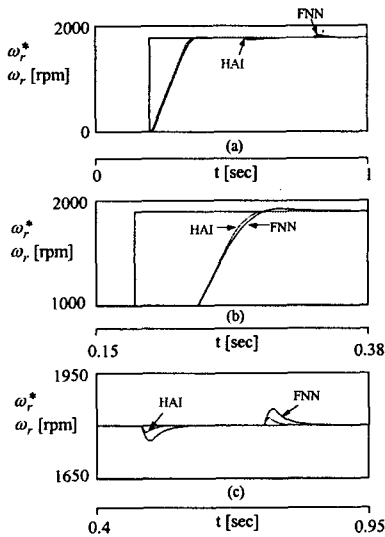 FNN
2000
ω_r^*
ω_r [rpm]
HAI
0
(a)
0
1
t [sec]
2000
ω_r^*
ω_r [rpm]
HAI
FNN
1000
(b)
0.15
0.38
t [sec]
1950
ω_r^*
ω_r [rpm]
HAI
FNN
1650
(c)
0.4
0.95
t [sec]